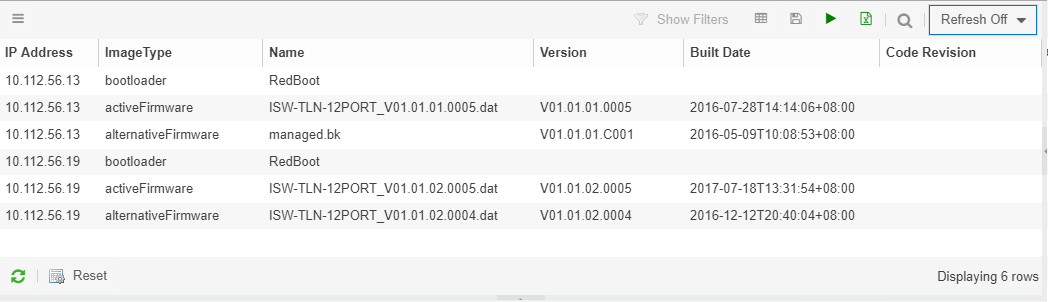 Show Filters Refresh Off
IP Address ImageType Name Version Built Date Code Revision
10.112.56.13 bootloader RedBoot
10.112.56.13 activeFirmware ISW-TLN-12PORT_V01.01.01.0005.dat V01.01.01.0005 2016-07-28T14:14:06+08:00
10.112.56.13 alternativeFirmware managed.bk V01.01.01.C001 2016-05-09T10:08:53+08:00
10.112.56.19 bootloader RedBoot
10.112.56.19 activeFirmware ISW-TLN-12PORT_V01.01.02.0005.dat V01.01.02.0005 2017-07-18T13:31:54+08:00
10.112.56.19 alternativeFirmware ISW-TLN-12PORT_V01.01.02.0004.dat V01.01.02.0004 2016-12-12T20:40:04+08:00
Reset Displaying 6 rows